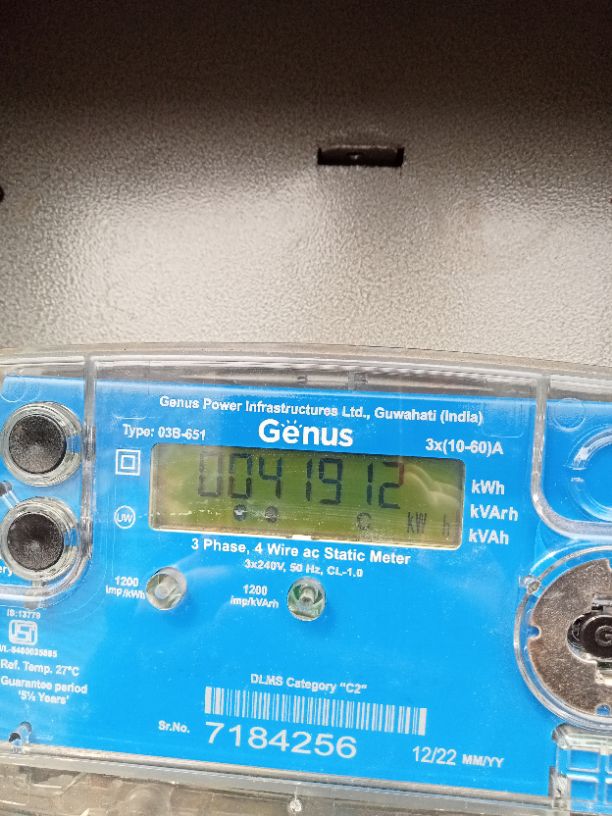 Genus Power Infrastructures Ltd., Guwahati (India)
Type: 03B-651
Genus
3x(10-60)A
0041912
kW h
kWh
kVArh
kVAh
UW
3 Phase, 4 Wire ac Static Meter
3x240V, 50 Hz, CL-1.0
1200
imp/kWh
1200
imp/kVArh
IS:13779
Ref. Temp. 27°C
Guarantee period
'5½ Years'
DLMS Category "C2"
Sr.No. 7184256
12/22 MM/YY